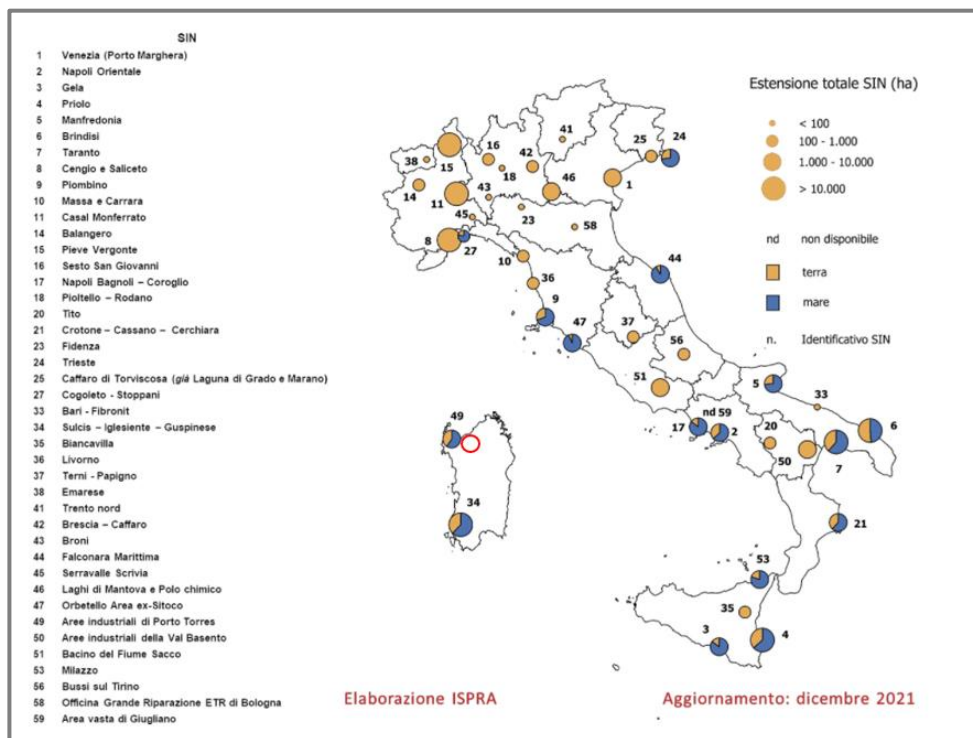 SIN
1 Venezia (Porto Marghera)
2 Napoli Orientale
3 Gela
4 Priolo
5 Manfredonia
6 Brindisi
7 Taranto
8 Cengio e Saliceto
9 Piombino
10 Massa e Carrara
11 Casal Monferrato
14 Balangero
15 Pieve Vergonte
16 Sesto San Giovanni
17 Napoli Bagnoli – Coroglio
18 Pioltello – Rodano
20 Tito
21 Crotone – Cassano – Cerchiara
23 Fidenza
24 Trieste
25 Caffaro di Torviscosa (già Laguna di Grado e Marano)
27 Cogoleto - Stoppani
33 Bari - Fibronit
34 Sulcis – Iglesiente – Guspinese
35 Biancavilla
36 Livorno
37 Terni - Papigno
38 Emarese
41 Trento nord
42 Brescia – Caffaro
43 Broni
44 Falconara Marittima
45 Serravalle Scrivia
46 Laghi di Mantova e Polo chimico
47 Orbetello Area ex-Sitoco
49 Aree industriali di Porto Torres
50 Aree industriali della Val Basento
51 Bacino del Fiume Sacco
53 Milazzo
56 Bussi sul Tirino
58 Officina Grande Riparazione ETR di Bologna
59 Area vasta di Giugliano
41
25
24
16
42
38
15
18
46
1
14
43
11
45
23
58
8
27
10
44
36
9
47
37
56
51
5
33
nd 59
49
17
2
20
6
50
7
34
21
53
35
3
4
Estensione totale SIN (ha)
< 100
100 - 1.000
1.000 - 10.000
> 10.000
nd non disponibile
terra
mare
n. Identificativo SIN
Elaborazione ISPRA
Aggiornamento: dicembre 2021